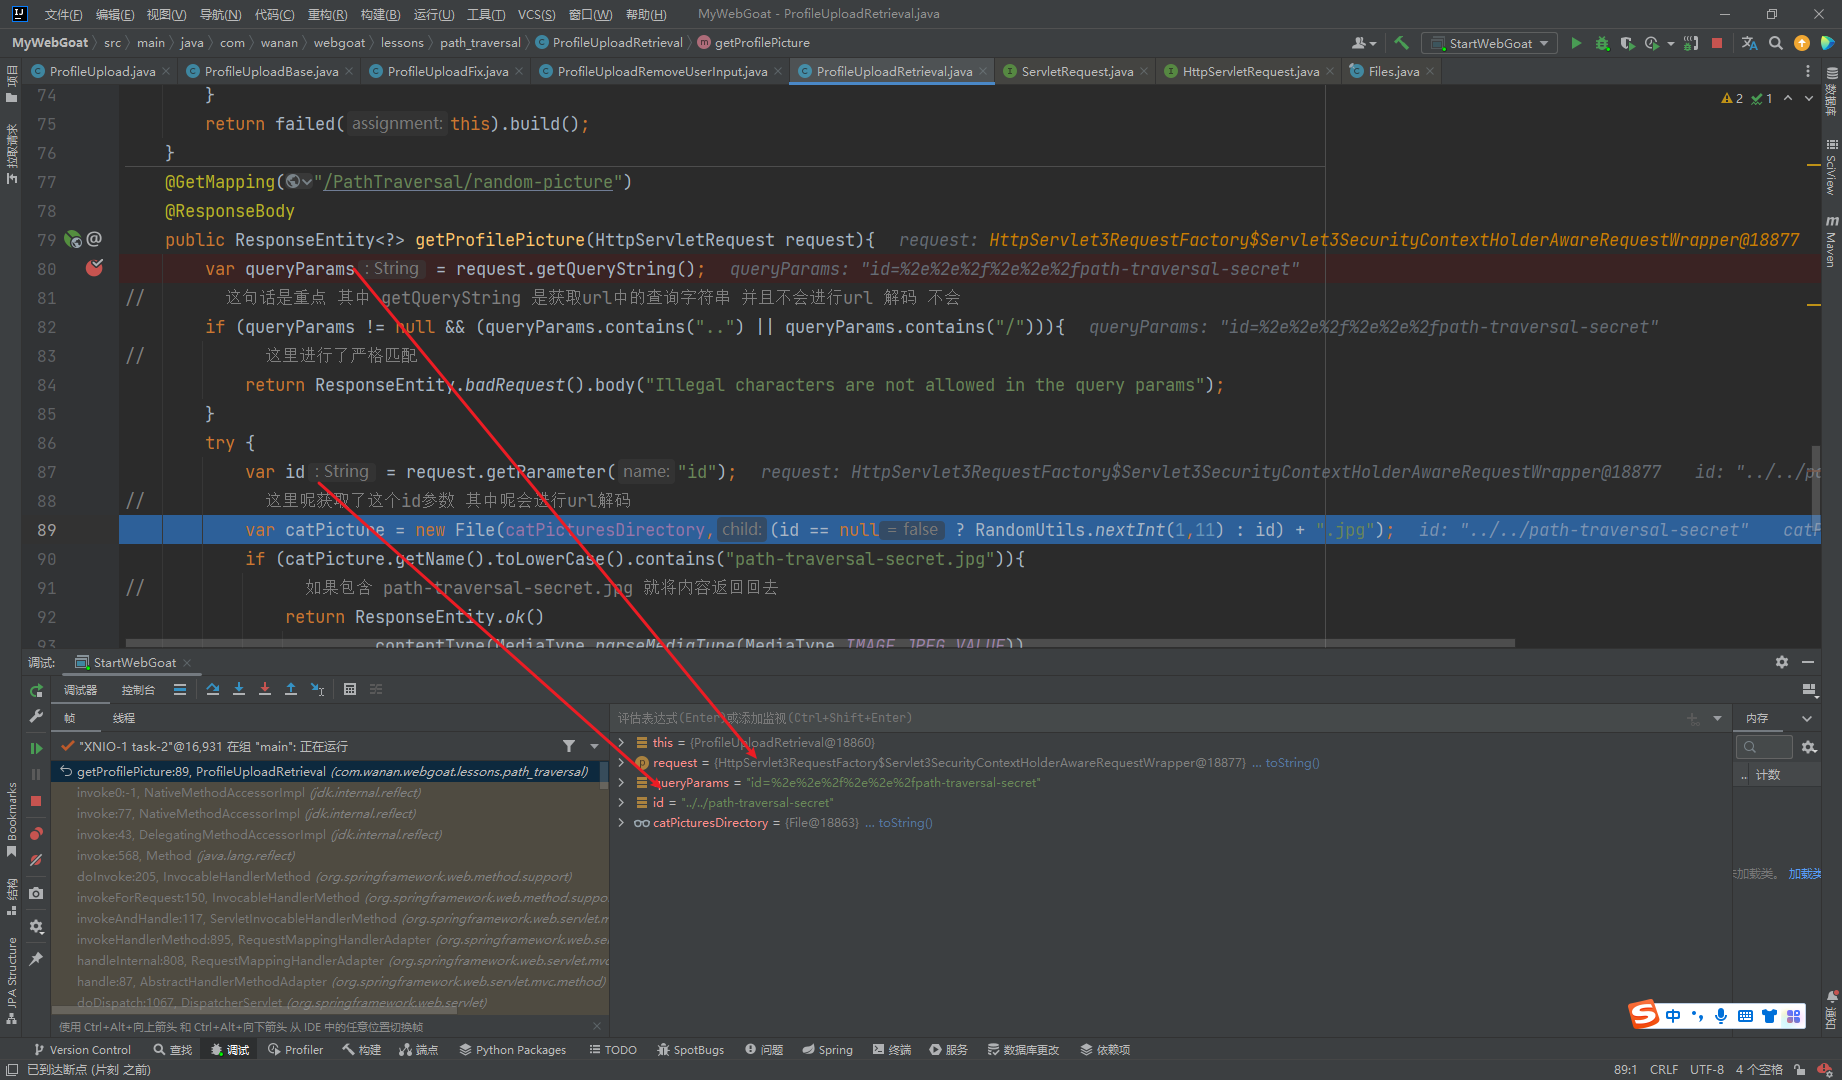 文件(F) 编辑(E) 视图(V) 导航(N) 代码(C) 重构(R) 构建(B) 运行(U) 工具(T) VCS(S) 窗口(W) 帮助(H) MyWebGoat - ProfileUploadRetrieval.java
MyWebGoat src main java com wanan webgoat lessons path_traversal ProfileUploadRetrieval getProfilePicture StartWebGoat
ProfileUpload.java ProfileUploadBase.java ProfileUploadFix.java ProfileUploadRemoveUserInput.java ProfileUploadRetrieval.java ServletRequest.java HttpServletRequest.java Files.java
74 }
75 return failed( assignment: this).build();
76 }
77 @GetMapping("/PathTraversal/random-picture")
78 @ResponseBody
79 public ResponseEntity<?> getProfilePicture(HttpServletRequest request){ request: HttpServlet3RequestFactory$Servlet3SecurityContextHolderAwareRequestWrapper@18877
80 var queryParams : String = request.getQueryString(); queryParams: "id=%2e%2e%2f%2e%2e%2fpath-traversal-secret"
81 // 这句话是重点 其中 getQueryString 是获取url中的查询字符串 并且不会进行url 解码 不会
82 if (queryParams != null && (queryParams.contains("..") || queryParams.contains("/"))){ queryParams: "id=%2e%2e%2f%2e%2e%2fpath-traversal-secret"
83 // 这里进行了严格匹配
84 return ResponseEntity.badRequest().body("Illegal characters are not allowed in the query params");
85 }
86 try {
87 var id : String = request.getParameter( name: "id"); request: HttpServlet3RequestFactory$Servlet3SecurityContextHolderAwareRequestWrapper@18877 id: "../../pa
88 // 这里呢获取了这个id参数 其中呢会进行url解码
89 var catPicture = new File(catPicturesDirectory, child: (id == null = false ? RandomUtils.nextInt(1,11) : id) + ".jpg"); id: "../../path-traversal-secret" catP
90 if (catPicture.getName().toLowerCase().contains("path-traversal-secret.jpg")){
91 // 如果包含 path-traversal-secret.jpg 就将内容返回回去
92 return ResponseEntity.ok()
93 .contentType(MediaType.parseMediaType(MediaType.IMAGE_JPEG_VALUE))
2 1
项目
拉取请求
Bookmarks
结构
JPA Structure
数据库
SciView
Maven
通知
调试: StartWebGoat
调试器 控制台
帧 线程
评估表达式(Enter)或添加监视(Ctrl+Shift+Enter)
内存
"XNIO-1 task-2"@16,931 在组 "main": 正在运行
getProfilePicture:89, ProfileUploadRetrieval (com.wanan.webgoat.lessons.path_traversal)
invoke0:-1, NativeMethodAccessorImpl (jdk.internal.reflect)
invoke:77, NativeMethodAccessorImpl (jdk.internal.reflect)
invoke:43, DelegatingMethodAccessorImpl (jdk.internal.reflect)
invoke:568, Method (java.lang.reflect)
doInvoke:205, InvocableHandlerMethod (org.springframework.web.method.support)
invokeForRequest:150, InvocableHandlerMethod (org.springframework.web.method.suppo
invokeAndHandle:117, ServletInvocableHandlerMethod (org.springframework.web.servlet.m
invokeHandlerMethod:895, RequestMappingHandlerAdapter (org.springframework.web.ser
handleInternal:808, RequestMappingHandlerAdapter (org.springframework.web.servlet.mvc
handle:87, AbstractHandlerMethodAdapter (org.springframework.web.servlet.mvc.method)
doDispatch:1067, DispatcherServlet (org.springframework.web.servlet)
this = {ProfileUploadRetrieval@18860}
request = {HttpServlet3RequestFactory$Servlet3SecurityContextHolderAwareRequestWrapper@18877} ... toString()
queryParams = "id=%2e%2e%2f%2e%2e%2fpath-traversal-secret"
id = "../../path-traversal-secret"
catPicturesDirectory = {File@18863} ... toString()
.. 计数
加载类。 加载类
使用 Ctrl+Alt+向上箭头 和 Ctrl+Alt+向下箭头 从 IDE 中的任意位置切换帧
中
Version Control 查找 调试 Profiler 构建 端点 Python Packages TODO SpotBugs 问题 Spring 终端 服务 数据库更改 依赖项
已到达断点 (片刻 之前) 89:1 CRLF UTF-8 4 个空格